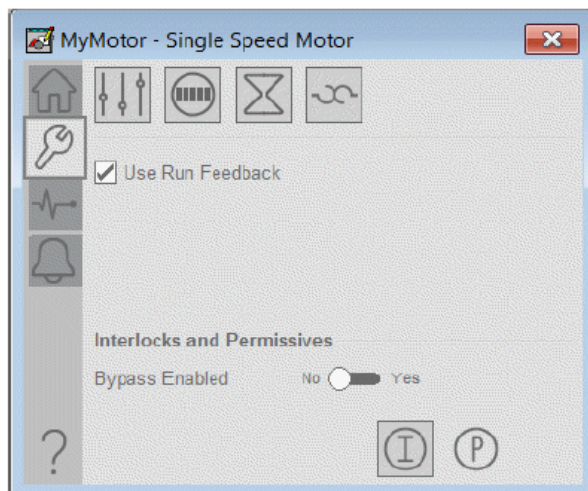 MyMotor - Single Speed Motor
Use Run Feedback
Interlocks and Permissives
Bypass Enabled No Yes
? I P